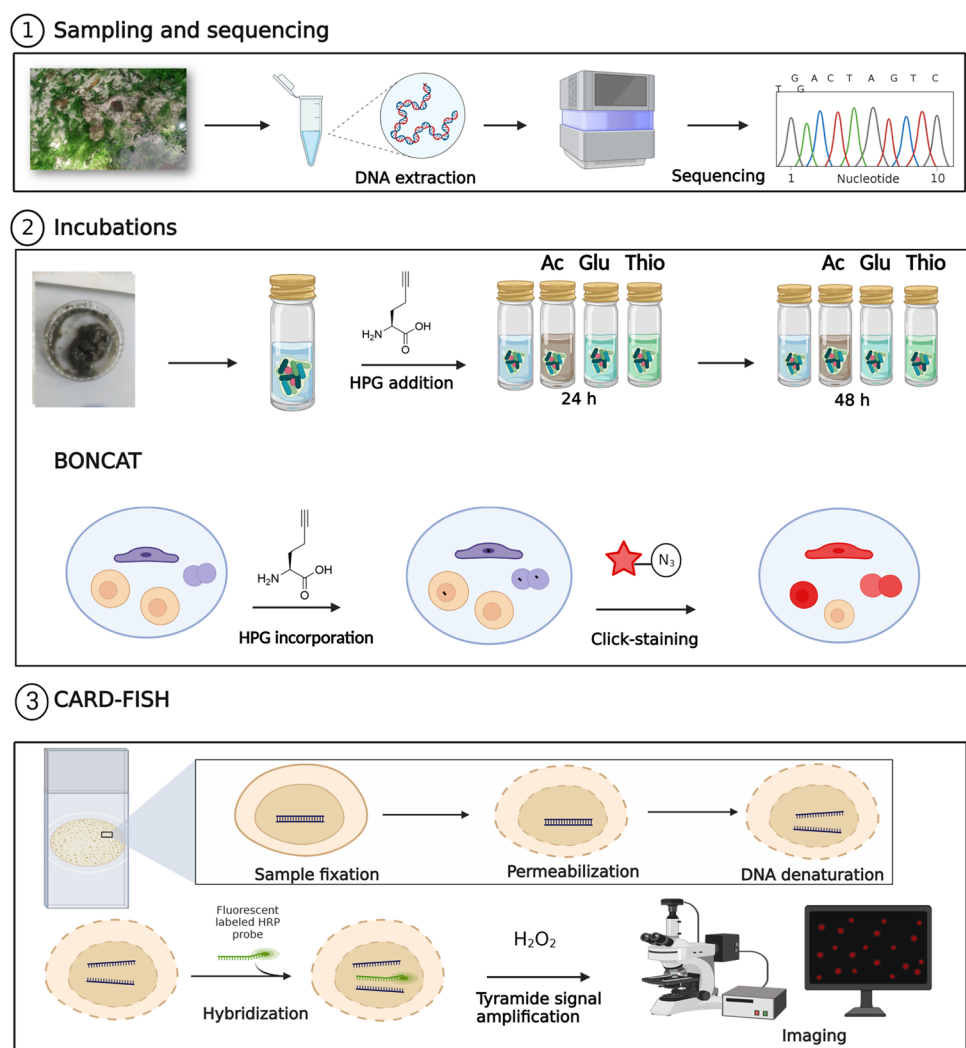 1 Sampling and sequencing
G A C T A G T C
T G
DNA extraction
Sequencing
1 Nucleotide 10
2 Incubations
Ac Glu Thio
Ac Glu Thio
H₂N OH
O
HPG addition
24 h
48 h
BONCAT
H₂N OH
O
N₃
HPG incorporation
Click-staining
3 CARD-FISH
Sample fixation
Permeabilization
DNA denaturation
Fluorescent
labeled HRP
probe
H₂O₂
Hybridization
Tyramide signal
amplification
Imaging